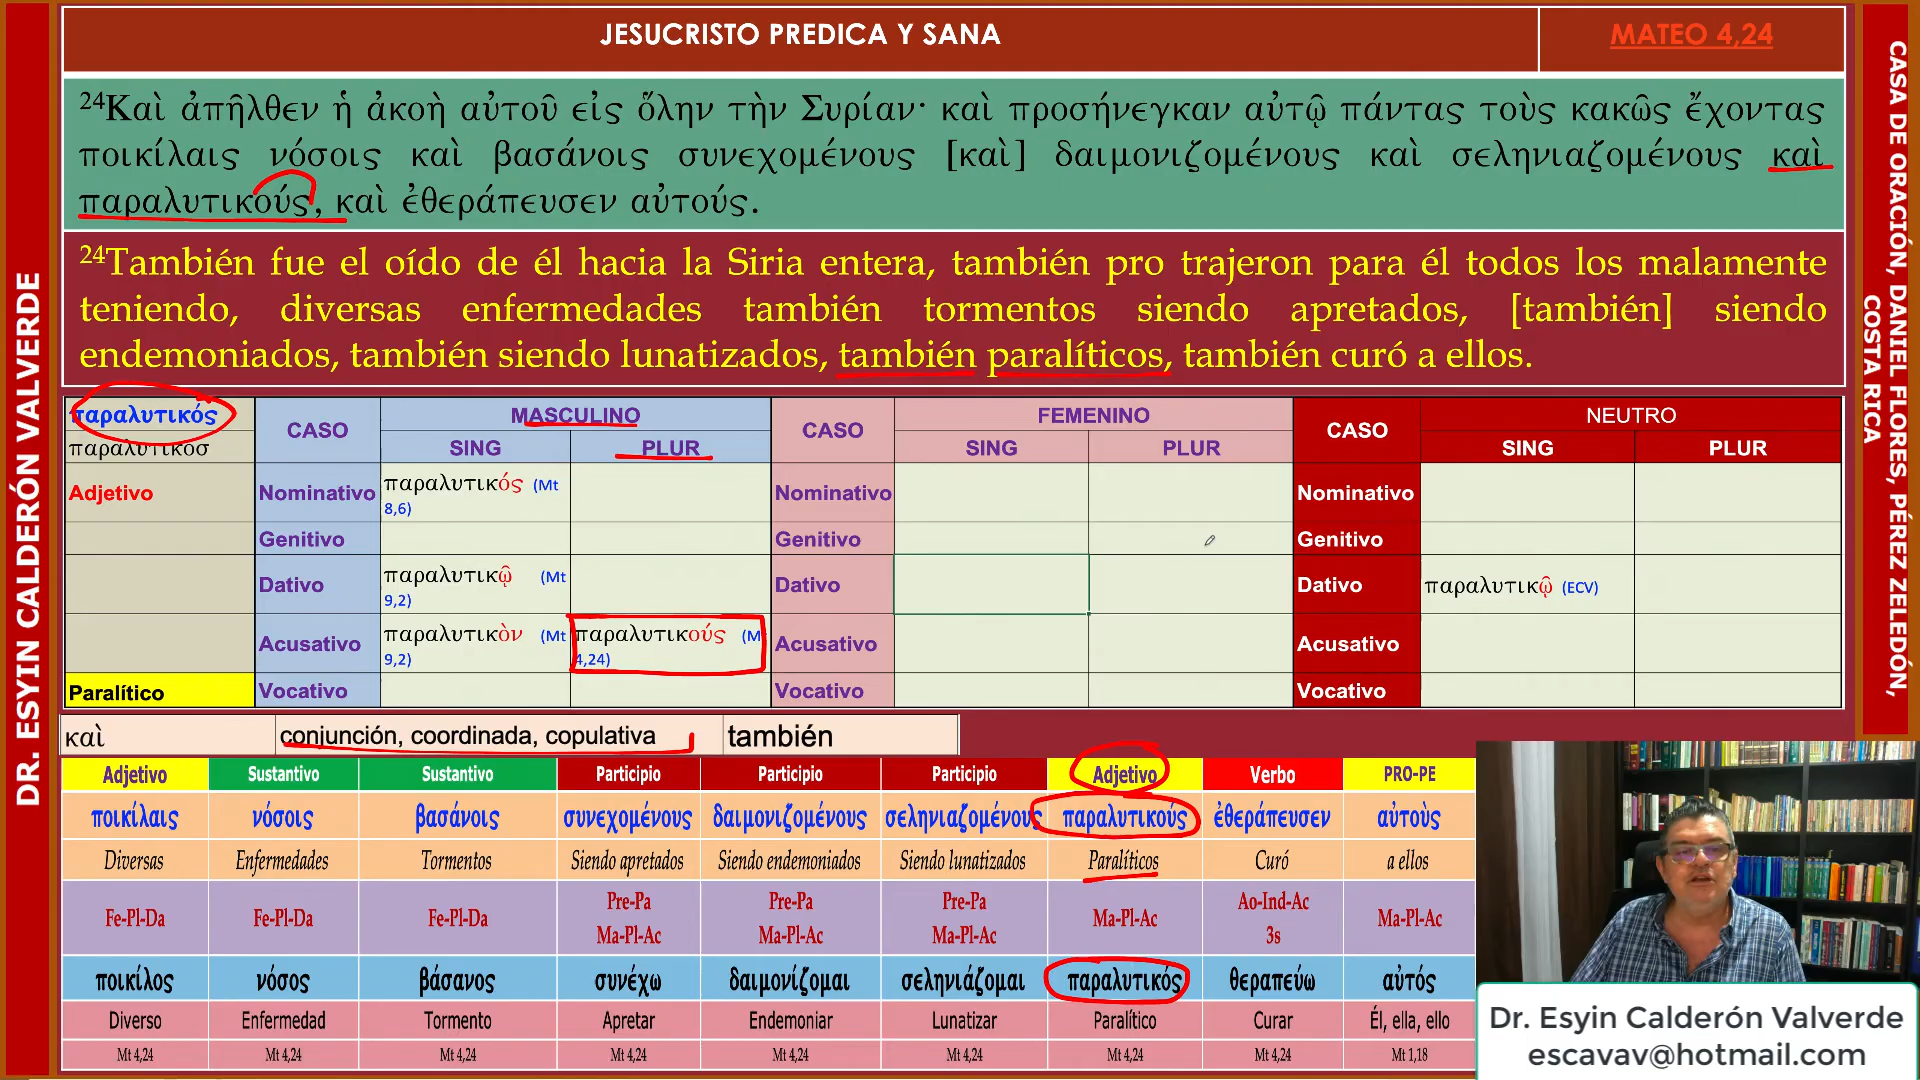 JESUCRISTO PREDICA Y SANA
MATEO 4,24
DR. ESYIN CALDERÓN VALVERDE
CASA DE ORACIÓN, DANIEL FLORES, PÉREZ ZELEDÓN,
COSTA RICA
24Καὶ ἀπῆλθεν ἡ ἀκοὴ αὐτοῦ εἰς ὅλην τὴν Συρίαν· καὶ προσήνεγκαν αὐτῷ πάντας τοὺς κακῶς ἔχοντας
ποικίλαις νόσοις καὶ βασάνοις συνεχομένους [καὶ] δαιμονιζομένους καὶ σεληνιαζομένους καὶ
παραλυτικούς, καὶ ἐθεράπευσεν αὐτούς.
24También fue el oído de él hacia la Siria entera, también pro trajeron para él todos los malamente
teniendo, diversas enfermedades también tormentos siendo apretados, [también] siendo
endemoniados, también siendo lunatizados, también paralíticos, también curó a ellos.
παραλυτικός CASO MASCULINO CASO FEMENINO CASO NEUTRO
παραλυτικοσ SING PLUR SING PLUR SING PLUR
Adjetivo Nominativo παραλυτικός (Mt 8,6) Nominativo Nominativo
Genitivo Genitivo Genitivo
Dativo παραλυτικῷ (Mt 9,2) Dativo Dativo παραλυτικῷ (ECV)
Acusativo παραλυτικὸν (Mt 9,2) παραλυτικούς (M 4,24) Acusativo Acusativo
Paralítico Vocativo Vocativo Vocativo
καὶ conjunción, coordinada, copulativa también
Adjetivo Sustantivo Sustantivo Participio Participio Participio Adjetivo Verbo PRO-PE
ποικίλαις νόσοις βασάνοις συνεχομένους δαιμονιζομένους σεληνιαζομένους παραλυτικούς ἐθεράπευσεν αὐτοὺς
Diversas Enfermedades Tormentos Siendo apretados Siendo endemoniados Siendo lunatizados Paralíticos Curó a ellos
Fe-Pl-Da Fe-Pl-Da Fe-Pl-Da Pre-Pa Ma-Pl-Ac Pre-Pa Ma-Pl-Ac Pre-Pa Ma-Pl-Ac Ma-Pl-Ac Ao-Ind-Ac 3s Ma-Pl-Ac
ποικίλος νόσος βάσανος συνέχω δαιμονίζομαι σεληνιάζομαι παραλυτικός θεραπεύω αὐτός
Diverso Enfermedad Tormento Apretar Endemoniar Lunatizar Paralítico Curar Él, ella, ello
Mt 4,24 Mt 4,24 Mt 4,24 Mt 4,24 Mt 4,24 Mt 4,24 Mt 4,24 Mt 4,24 Mt 1,18
Dr. Esyin Calderón Valverde
escavav@hotmail.com